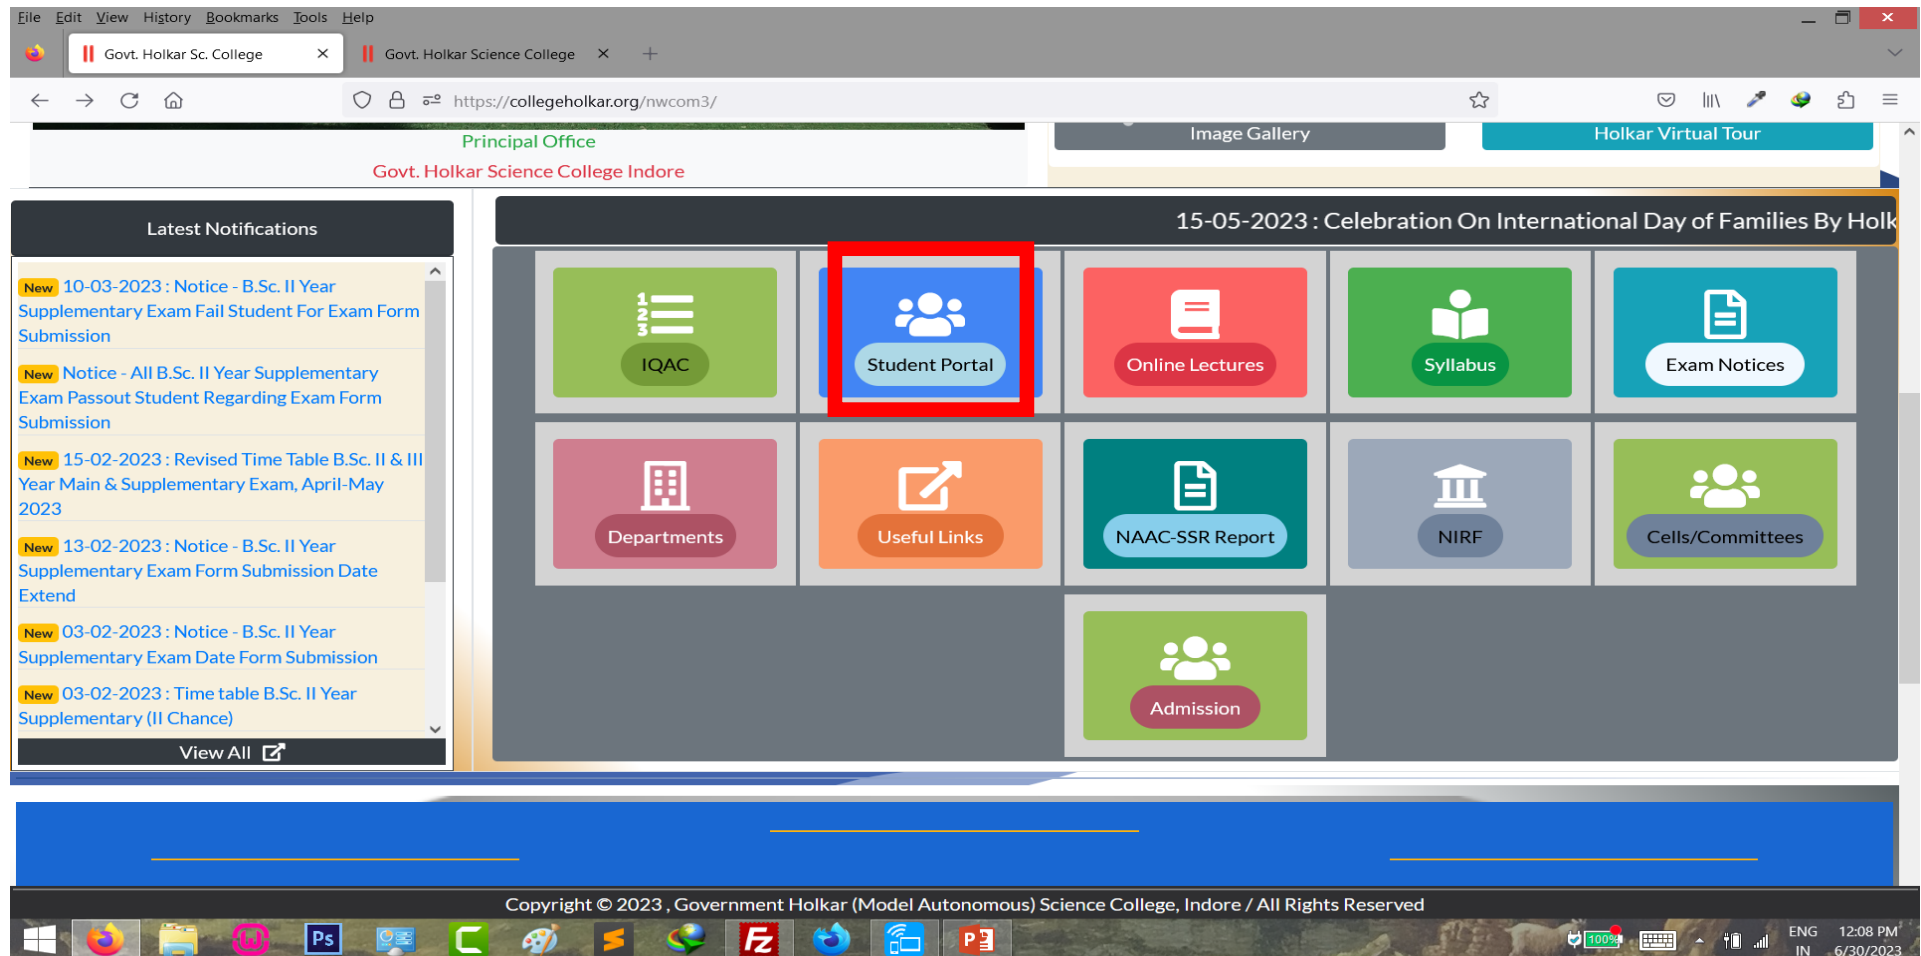 File Edit View History Bookmarks Tools Help
Govt. Holkar Sc. College
Govt. Holkar Science College
https://collegeholkar.org/nwcom3/
Principal Office
Govt. Holkar Science College Indore
Image Gallery
Holkar Virtual Tour
Latest Notifications
New 10-03-2023 : Notice - B.Sc. II Year
Supplementary Exam Fail Student For Exam Form
Submission
New Notice - All B.Sc. II Year Supplementary
Exam Passout Student Regarding Exam Form
Submission
New 15-02-2023 : Revised Time Table B.Sc. II & III
Year Main & Supplementary Exam, April-May
2023
New 13-02-2023 : Notice - B.Sc. II Year
Supplementary Exam Form Submission Date
Extend
New 03-02-2023 : Notice - B.Sc. II Year
Supplementary Exam Date Form Submission
New 03-02-2023 : Time table B.Sc. II Year
Supplementary (II Chance)
View All
15-05-2023 : Celebration On International Day of Families By Holk
1
2
3
IQAC
Student Portal
Online Lectures
Syllabus
Exam Notices
Departments
Useful Links
NAAC-SSR Report
NIRF
Cells/Committees
Admission
Copyright © 2023 , Government Holkar (Model Autonomous) Science College, Indore / All Rights Reserved
Ps
Fz
P
100%
ENG
IN
12:08 PM
6/30/2023